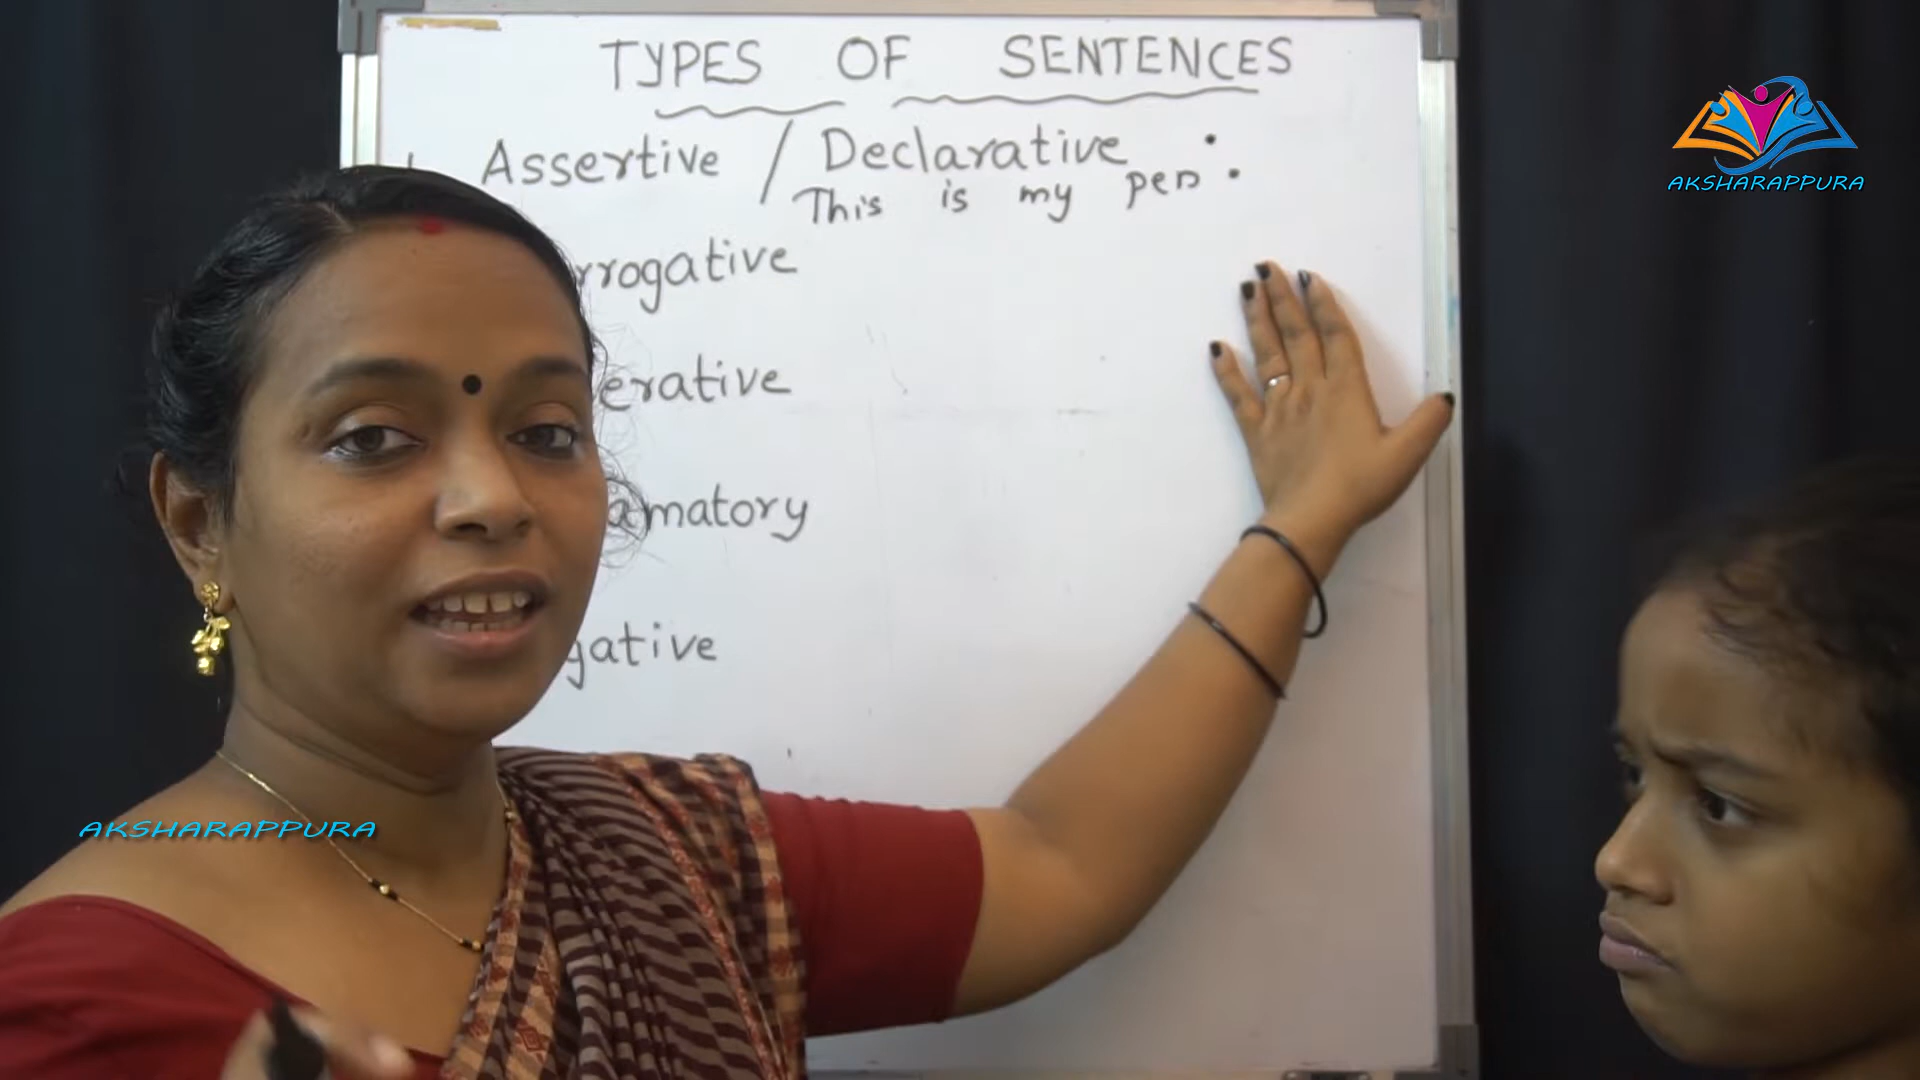 TYPES OF SENTENCES
Assertive / Declarative .
This is my pen .
rrogative
erative
amatory
gative
AKSHARAPPURA
AKSHARAPPURA